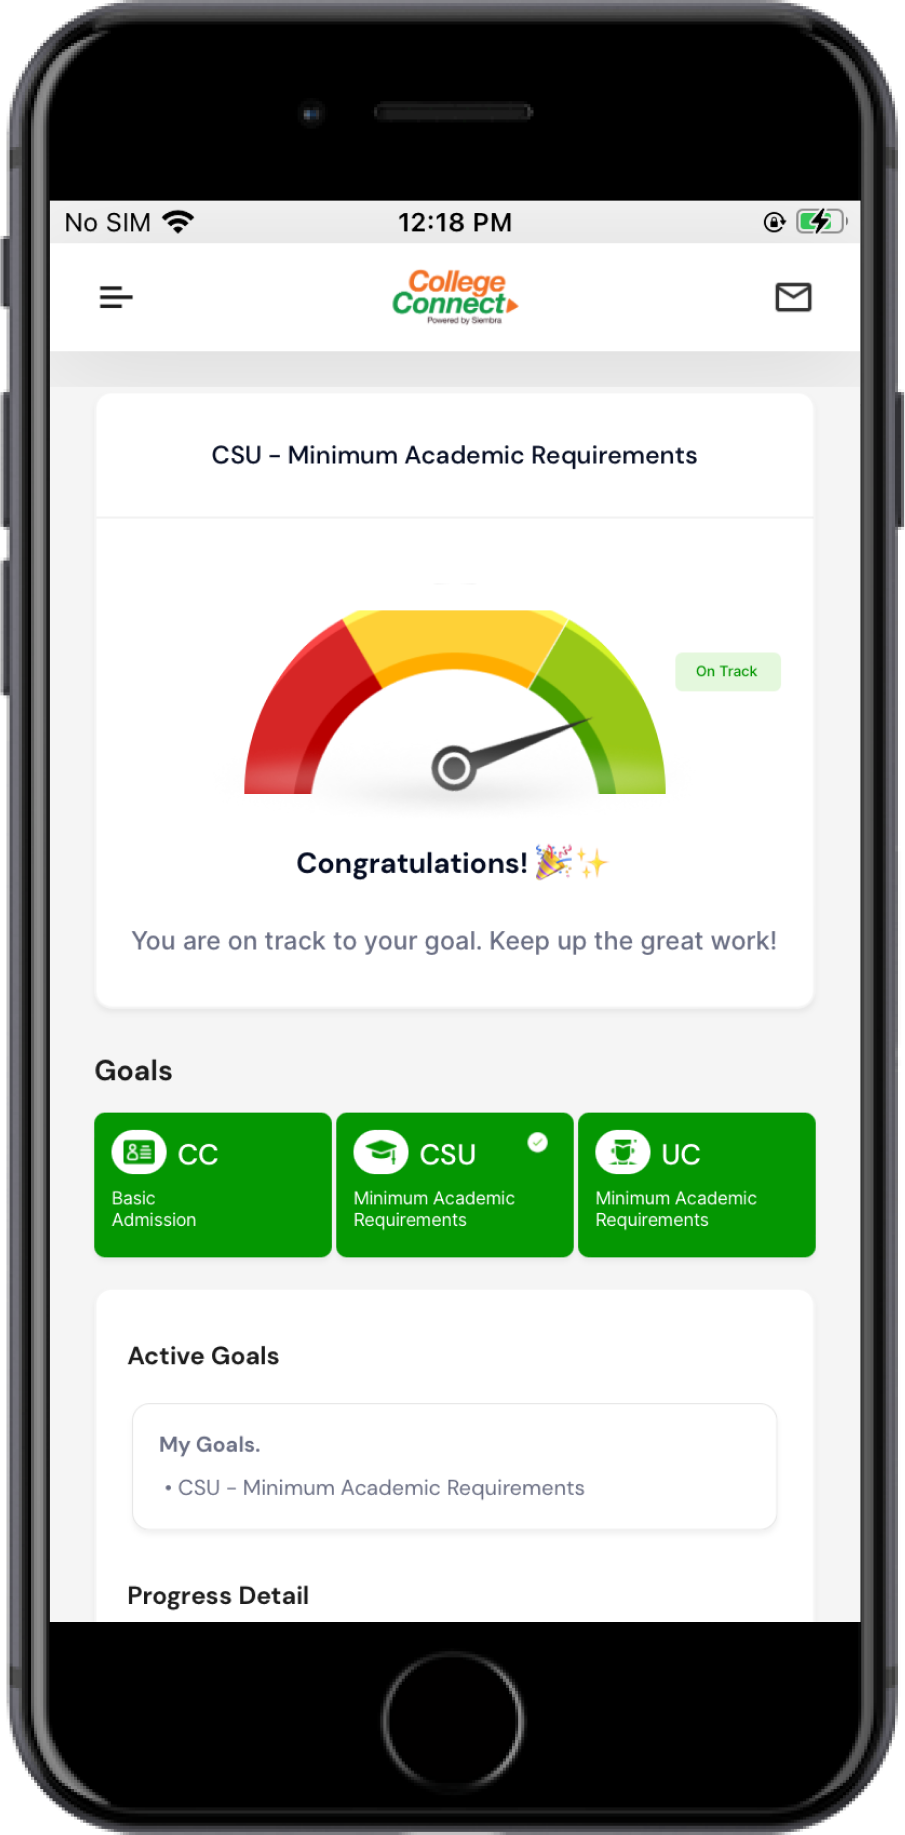 No SIM
12:18 PM
College
Connect
Powered by Siembra
CSU - Minimum Academic Requirements
On Track
Congratulations! 🎉✨
You are on track to your goal. Keep up the great work!
Goals
CC
Basic
Admission
CSU
Minimum Academic
Requirements
UC
Minimum Academic
Requirements
Active Goals
My Goals.
• CSU - Minimum Academic Requirements
Progress Detail